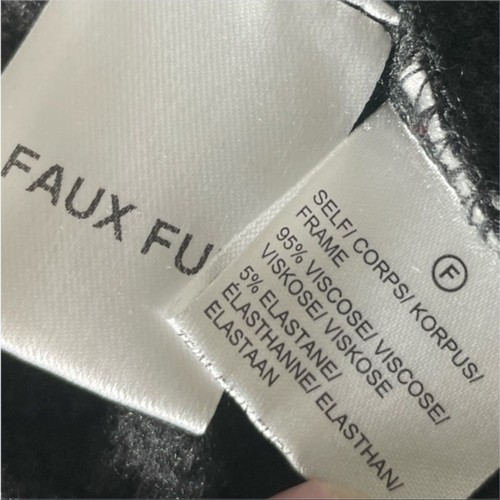 FAUX FU
F
SELF/ CORPS/ KORPUS/
FRAME
95% VISCOSE/ VISCOSE/
VISKOSE/ VISKOSE
5% ELASTANE/
ÉLASTHANNE/ ELASTHAN/
ELASTAAN